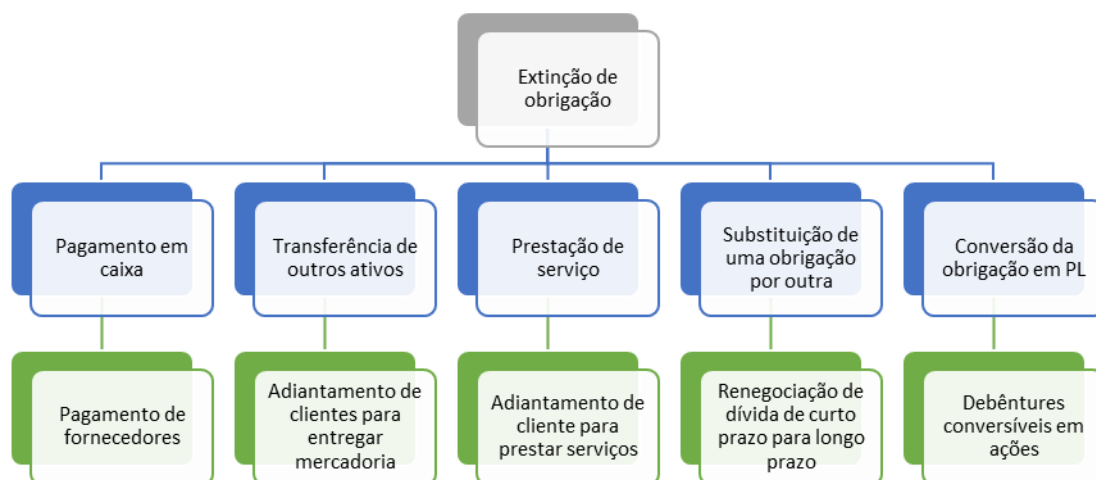 Extinção de
obrigação
Pagamento em
caixa
Transferência de
outros ativos
Prestação de
serviço
Substituição de
uma obrigação
por outra
Conversão da
obrigação em PL
Pagamento de
fornecedores
Adiantamento de
clientes para
entregar
mercadoria
Adiantamento de
cliente para
prestar serviços
Renegociação de
dívida de curto
prazo para longo
prazo
Debêntures
conversíveis em
ações